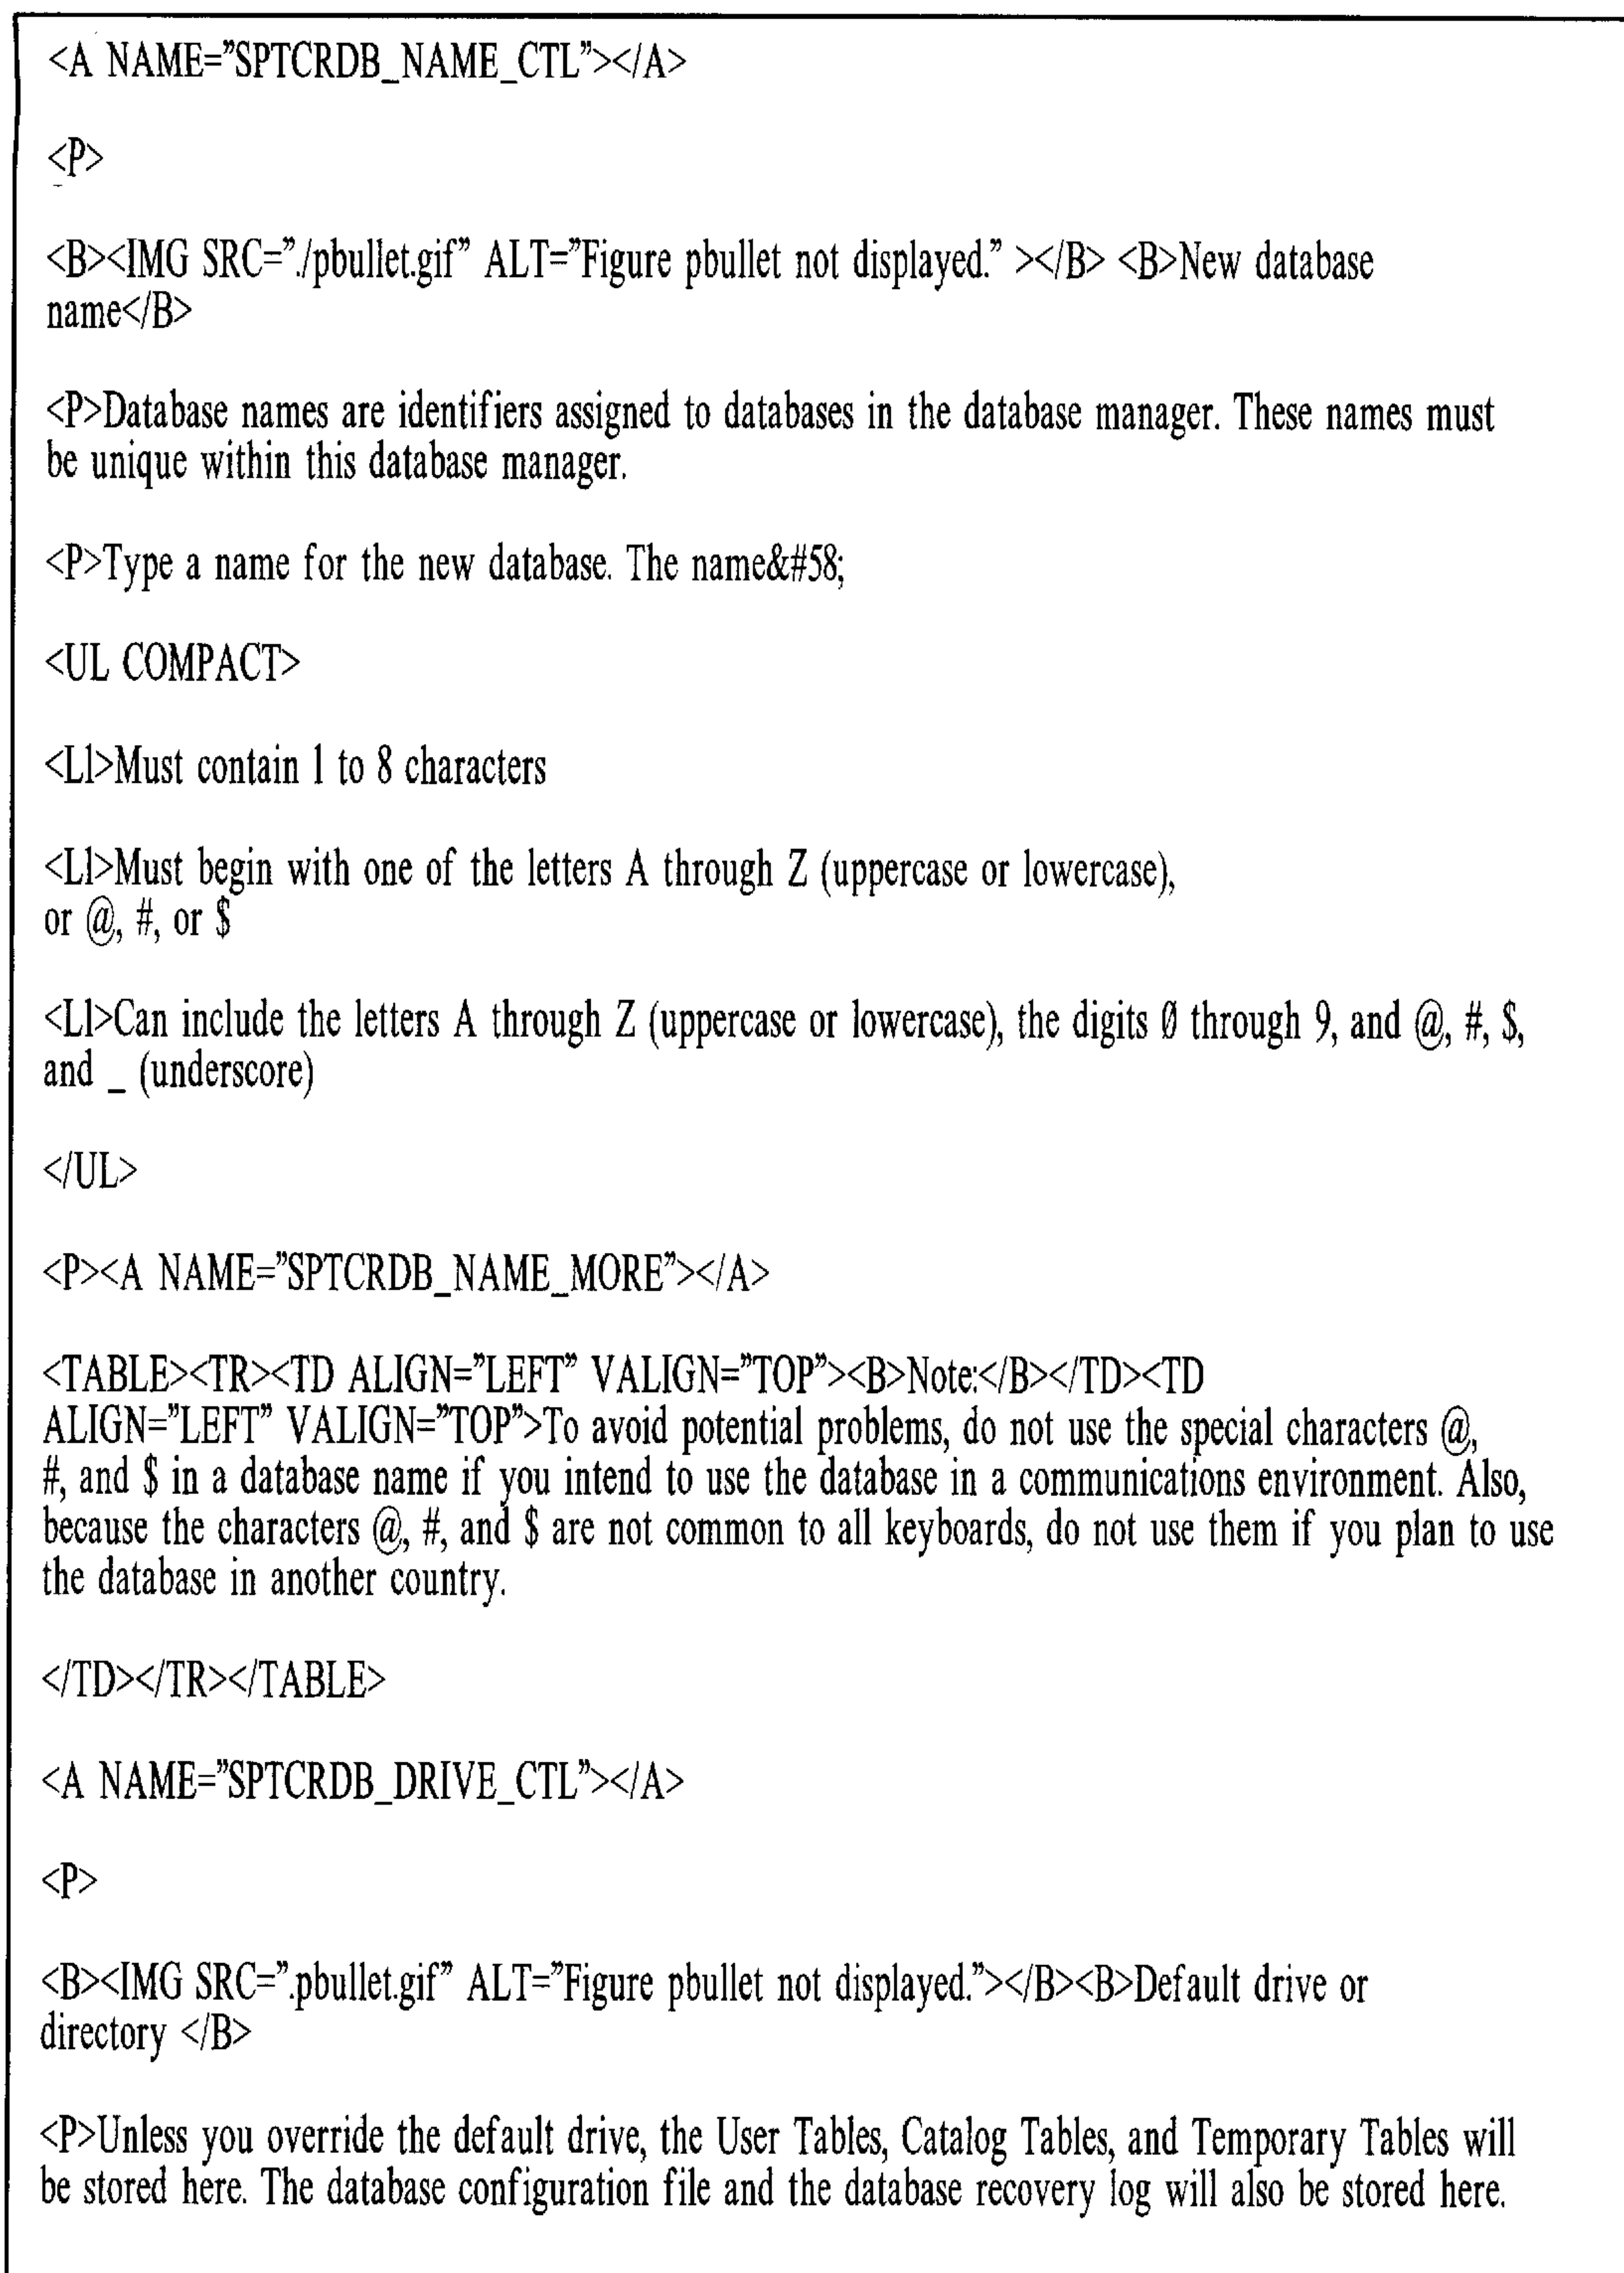 <A NAME="SPTCRDB_NAME_CTL"></A>
<P>
<B><IMG SRC="./pbullet.gif" ALT="Figure pbullet not displayed." ></B> <B>New database
name</B>
<P>Database names are identifiers assigned to databases in the database manager. These names must
be unique within this database manager.
<P>Type a name for the new database. The name&#58;
<UL COMPACT>
<Ll>Must contain 1 to 8 characters
<Ll>Must begin with one of the letters A through Z (uppercase or lowercase),
or @, #, or $
<Ll>Can include the letters A through Z (uppercase or lowercase), the digits 0 through 9, and @, #, $,
and _ (underscore)
</UL>
<P><A NAME="SPTCRDB_NAME_MORE"></A>
<TABLE><TR><TD ALIGN="LEFT" VALIGN="TOP"><B>Note:</B></TD><TD
ALIGN="LEFT" VALIGN="TOP">To avoid potential problems, do not use the special characters @,
#, and $ in a database name if you intend to use the database in a communications environment. Also,
because the characters @, #, and $ are not common to all keyboards, do not use them if you plan to use
the database in another country.
</TD></TR></TABLE>
<A NAME="SPTCRDB_DRIVE_CTL"></A>
<P>
<B><IMG SRC=".pbullet.gif" ALT="Figure pbullet not displayed."></B><B>Default drive or
directory </B>
<P>Unless you override the default drive, the User Tables, Catalog Tables, and Temporary Tables will
be stored here. The database configuration file and the database recovery log will also be stored here.